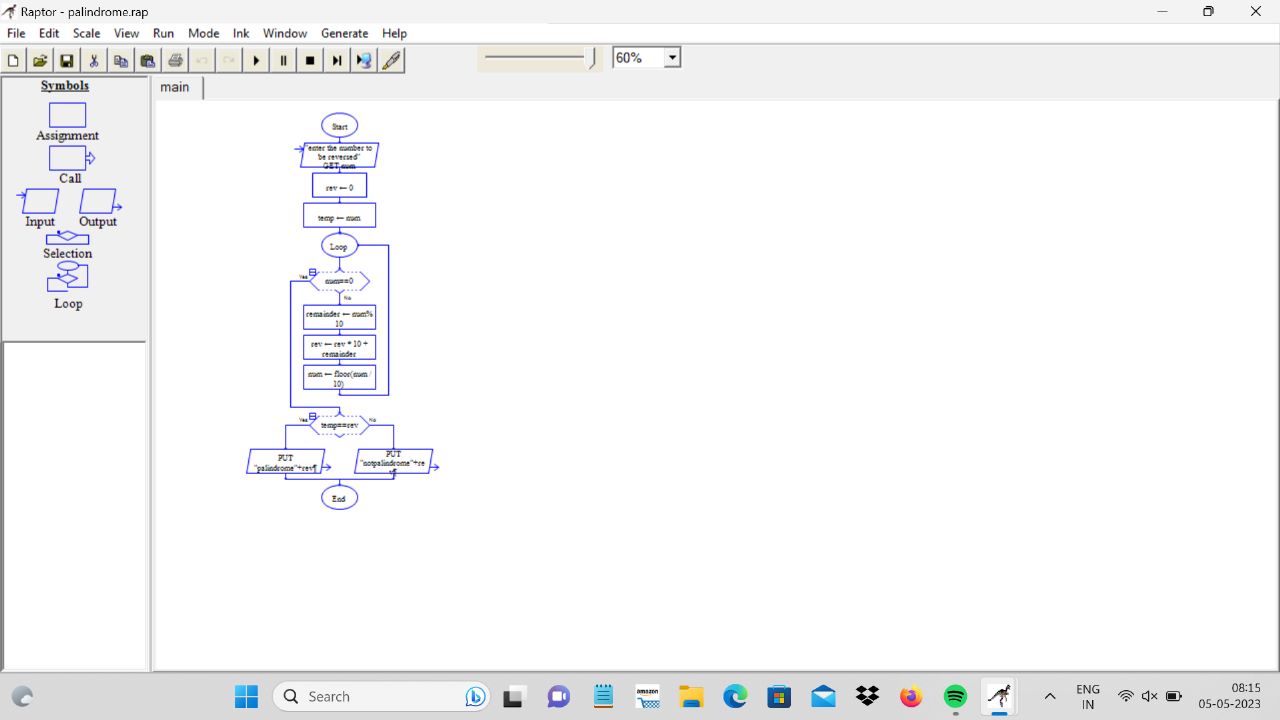 Raptor - palindrome.rap
File Edit Scale View Run Mode Ink Window Generate Help
60%
Symbols
Assignment
Call
Input Output
Selection
Loop
main
Start
"enter the number to
be reversed"
GET num
rev ← 0
temp ← num
Loop
Yes num==0
No
remainder ← num%
10
rev ← rev * 10 +
remainder
num ← floor(num /
10)
Yes temp==rev No
PUT
"palindrome"+rev¶
PUT
"notpalindrome"+re
v¶
End
Search
amazon
ENG
IN
08:15
05-05-2023